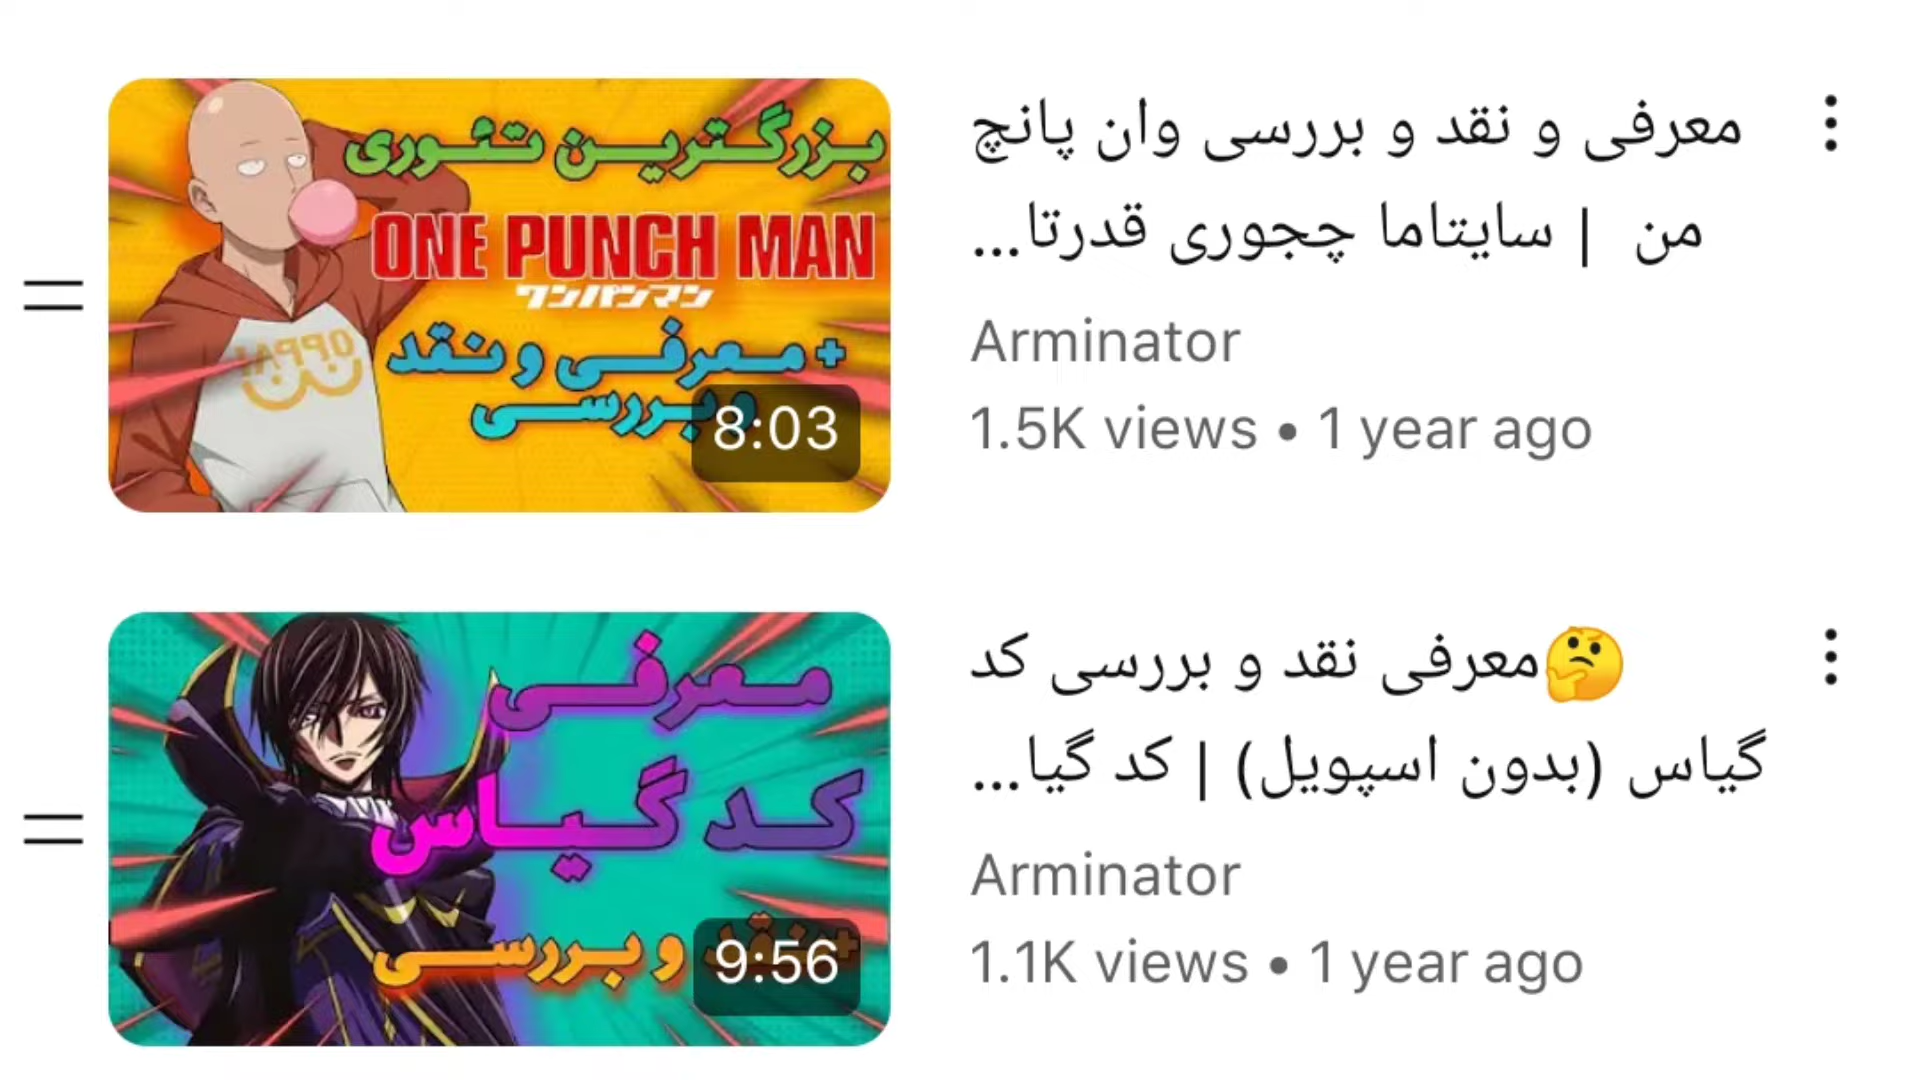 بزرگترین تئوری
ONE PUNCH MAN
ワンパンマン
+ معرفی و نقد
و بررسی
OPPAI
8:03
معرفی و نقد و بررسی وان پانچ
من | سایتاما چجوری قدرتا...
Arminator
1.5K views • 1 year ago
معرفی
کد گیاس
+نقد و بررسی
9:56
🤔معرفی نقد و بررسی کد
گیاس (بدون اسپویل) | کد گیا...
Arminator
1.1K views • 1 year ago